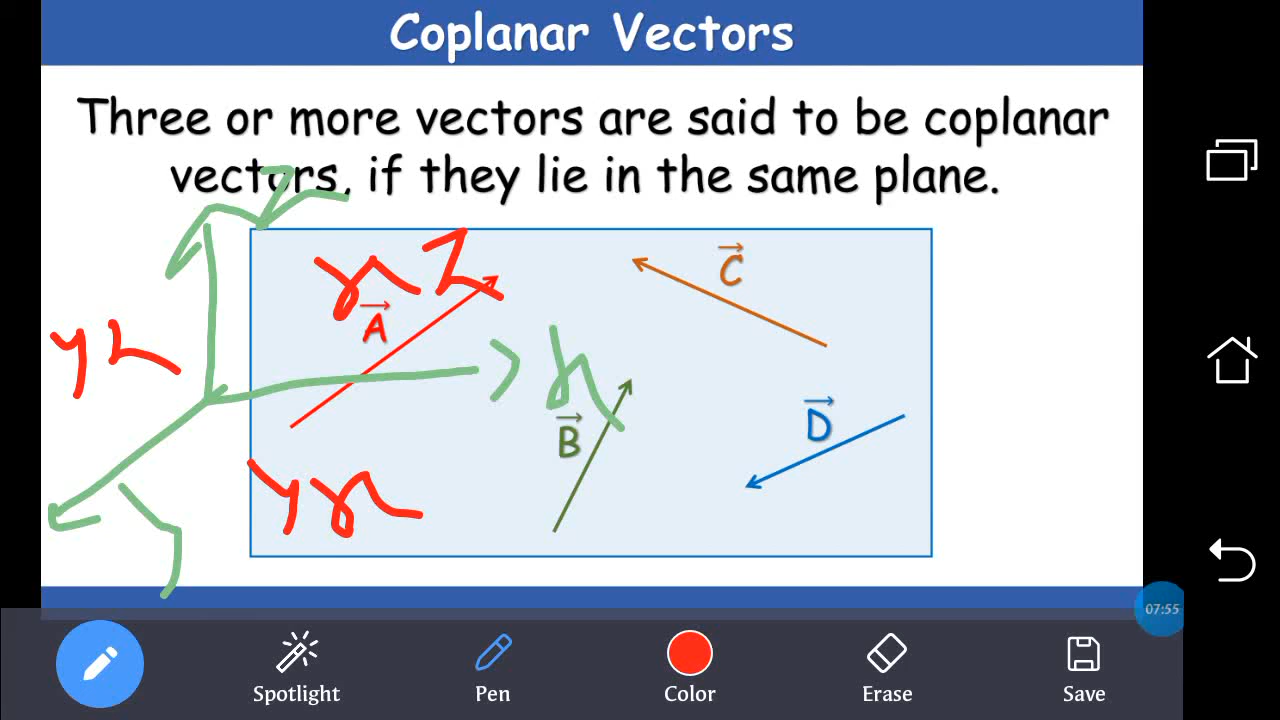 Coplanar Vectors
Three or more vectors are said to be coplanar
vectors, if they lie in the same plane.
z
x z
A
C
y z
x
B
D
y x
y
07:55
Spotlight
Pen
Color
Erase
Save